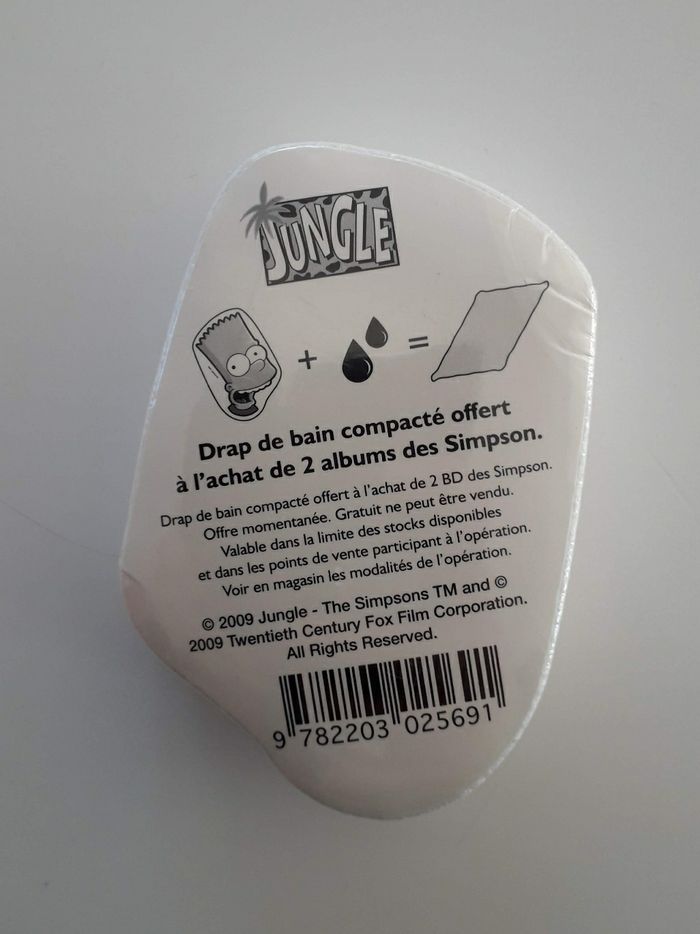 JUNGLE
+ =
Drap de bain compacté offert
à l'achat de 2 albums des Simpson.
Drap de bain compacté offert à l'achat de 2 BD des Simpson.
Offre momentanée. Gratuit ne peut être vendu.
Valable dans la limite des stocks disponibles
et dans les points de vente participant à l'opération.
Voir en magasin les modalités de l'opération.
© 2009 Jungle - The Simpsons TM and ©
2009 Twentieth Century Fox Film Corporation.
All Rights Reserved.
9 782203 025691